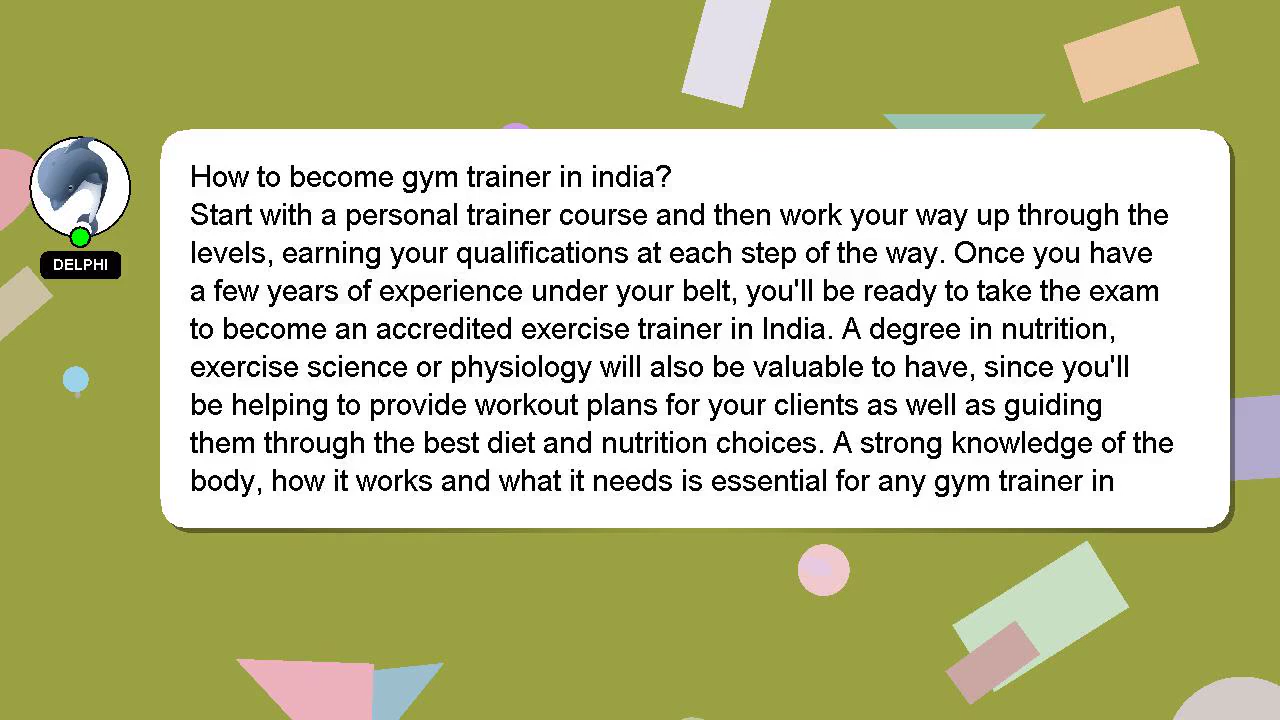 How to become gym trainer in india?
Start with a personal trainer course and then work your way up through the
levels, earning your qualifications at each step of the way. Once you have
a few years of experience under your belt, you'll be ready to take the exam
to become an accredited exercise trainer in India. A degree in nutrition,
exercise science or physiology will also be valuable to have, since you'll
be helping to provide workout plans for your clients as well as guiding
them through the best diet and nutrition choices. A strong knowledge of the
body, how it works and what it needs is essential for any gym trainer in
DELPHI